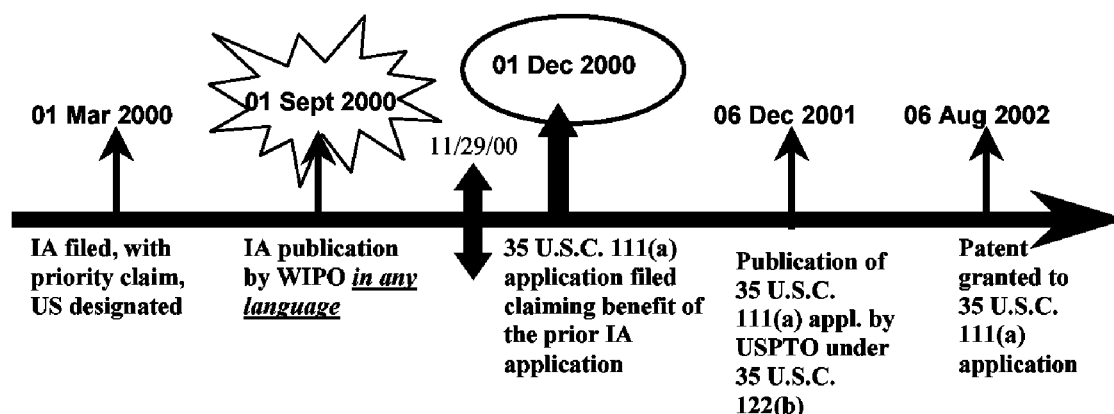 01 Mar 2000
01 Sept 2000
11/29/00
01 Dec 2000
06 Dec 2001
06 Aug 2002
IA filed, with
priority claim,
US designated
IA publication
by WIPO in any
language
35 U.S.C. 111(a)
application filed
claiming benefit of
the prior IA
application
Publication of
35 U.S.C.
111(a) appl. by
USPTO under
35 U.S.C.
122(b)
Patent
granted to
35 U.S.C.
111(a)
application